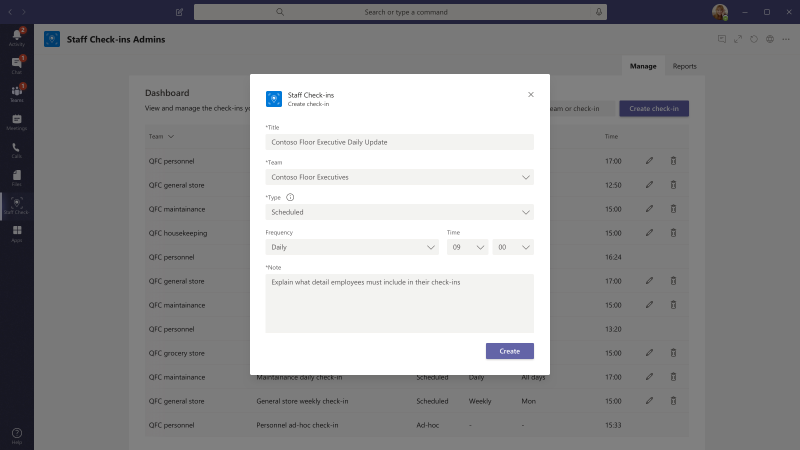 Search or type a command
2
Activity
1
Chat
1
Teams
Meetings
Calls
Files
Staff Check
Apps
Help
Staff Check-ins Admins
Manage
Reports
Dashboard
View and manage the check-ins
eam or check-in
Create check-in
Team
Time
QFC personnel 17:00
QFC general store 12:50
QFC maintainance 15:00
QFC housekeeping 15:00
QFC personnel 16:24
QFC general store 17:00
QFC maintainance 15:00
QFC personnel 13:20
QFC grocery store 15:00
QFC maintainance Maintainance daily check-in Scheduled Daily All days 17:00
QFC general store General store weekly check-in Scheduled Weekly Mon 15:00
QFC personnel Personnel ad-hoc check-in Ad-hoc - - 15:33
Staff Check-ins
Create check-in
*Title
Contoso Floor Executive Daily Update
*Team
Contoso Floor Executives
*Type
Scheduled
Frequency Time
Daily 09 00
*Note
Explain what detail employees must include in their check-ins
Create